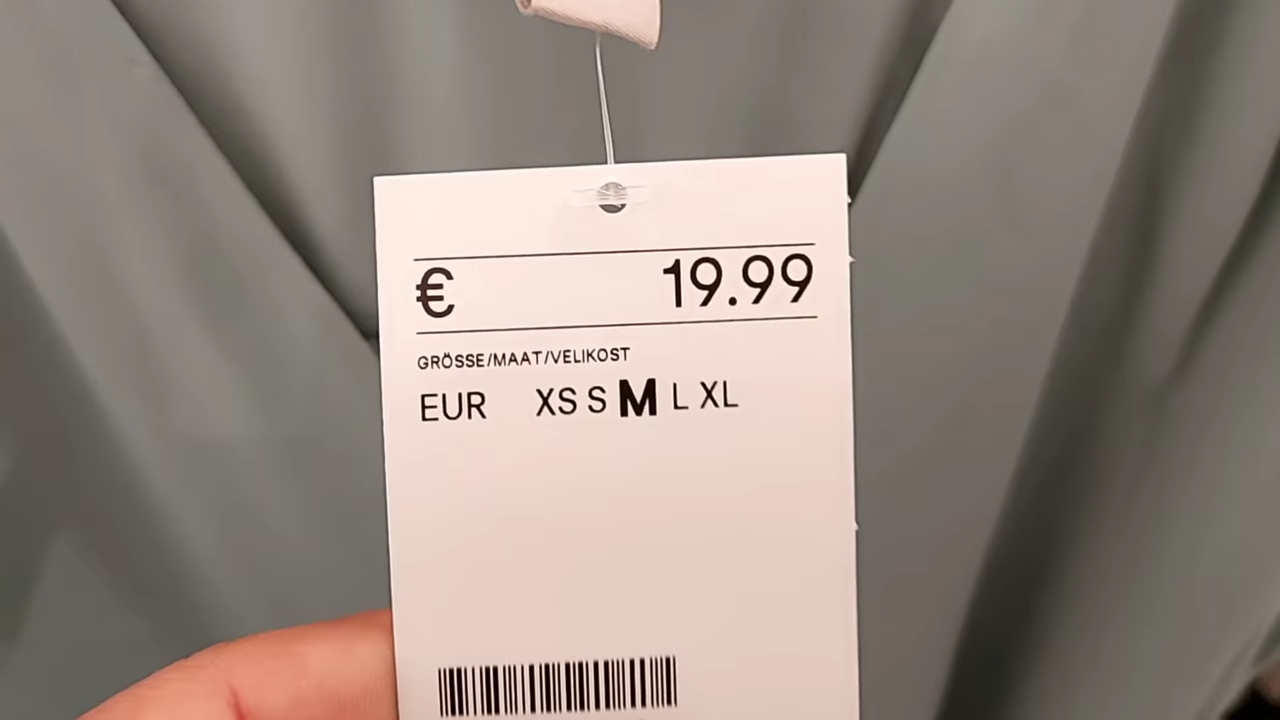 € 19.99
GRÖSSE/MAAT/VELIKOST
EUR XS S M L XL